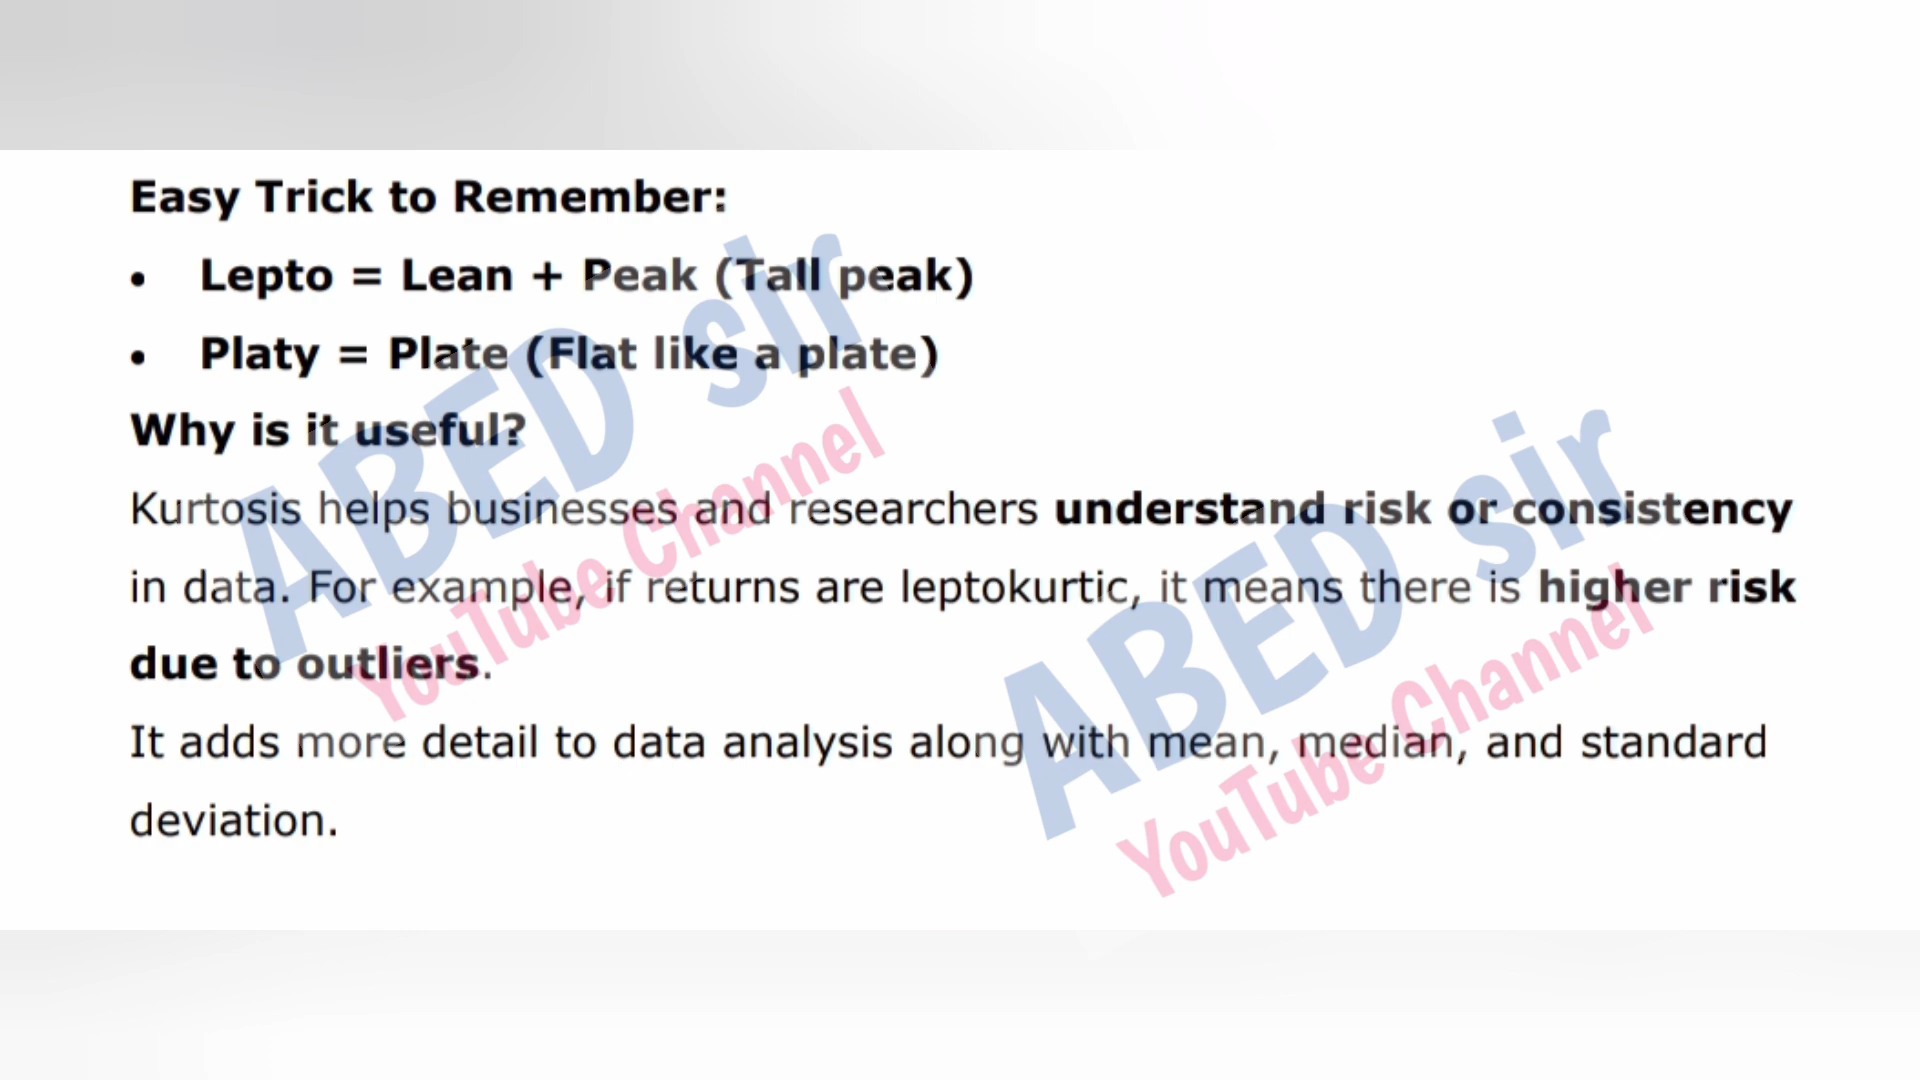 Easy Trick to Remember:
• Lepto = Lean + Peak (Tall peak)
• Platy = Plate (Flat like a plate)
Why is it useful?
Kurtosis helps businesses and researchers understand risk or consistency
in data. For example, if returns are leptokurtic, it means there is higher risk
due to outliers.
It adds more detail to data analysis along with mean, median, and standard
deviation.
ABED sir
YouTube Channel
ABED sir
YouTube Channel